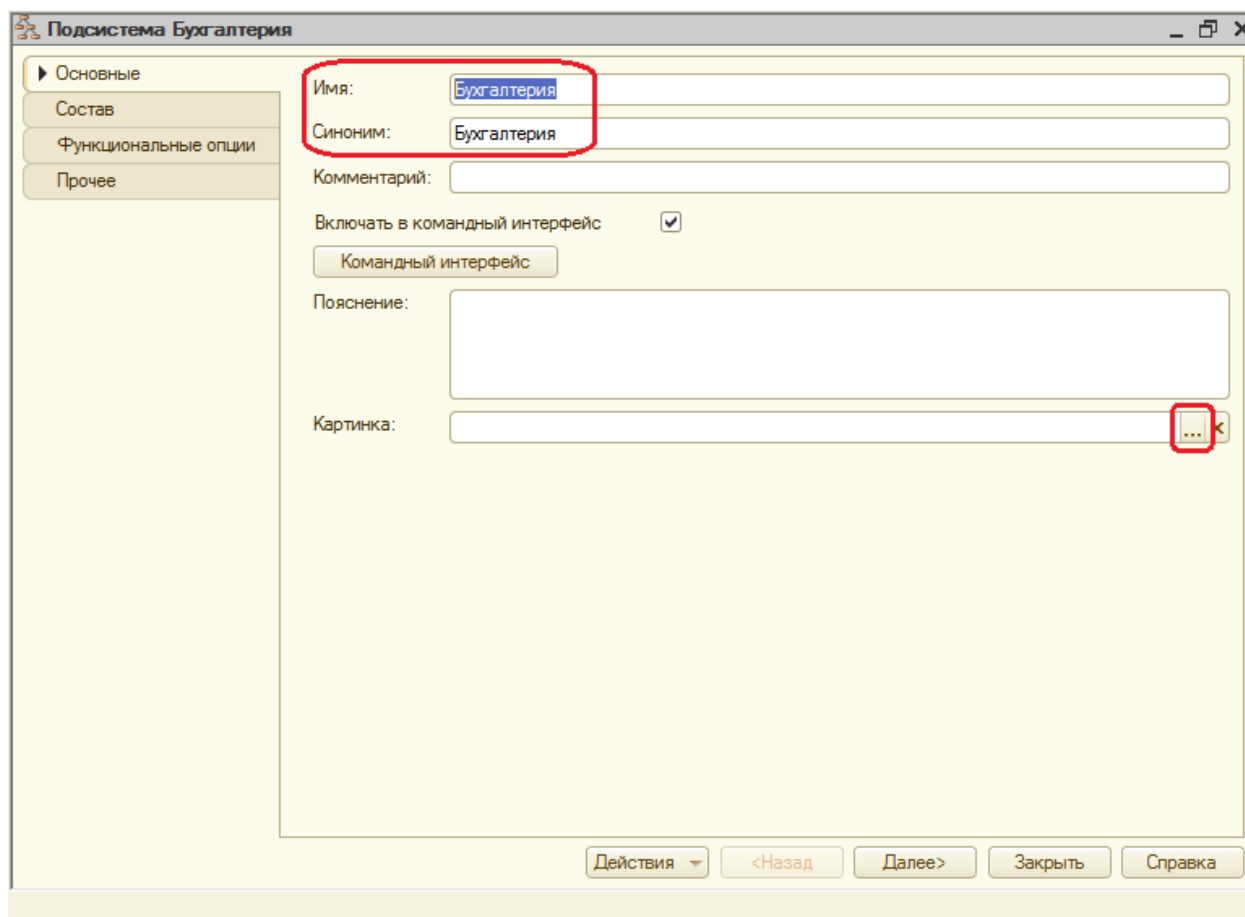 Подсистема Бухгалтерия
Основные
Состав
Функциональные опции
Прочее
Имя: Бухгалтерия
Синоним: Бухгалтерия
Комментарий:
Включать в командный интерфейс
Командный интерфейс
Пояснение:
Картинка: ...
Действия <Назад Далее> Закрыть Справка